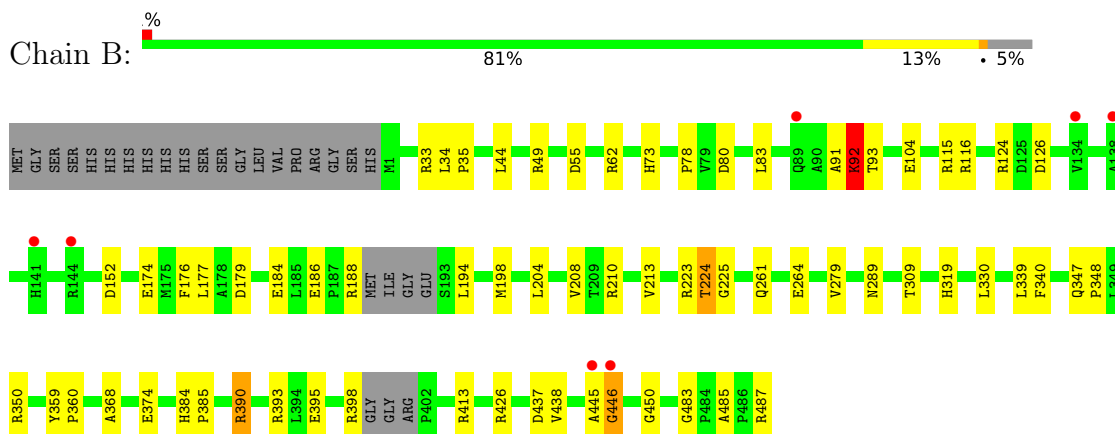 %
Chain B:
81% 13% • 5%
MET GLY SER SER HIS HIS HIS HIS HIS HIS SER SER GLY LEU VAL PRO ARG GLY SER HIS M1 R33 L34 P35 L44 R49 D55 R62 H73 P78 V79 D80 L83 Q89 A90 A91 K92 T93 E104 R115 R116 R124 D125 D126 V134 A138
H141 R144 D152 E174 M175 F176 L177 A178 D179 E184 L185 E186 P187 R188 MET ILE GLY GLU S193 L194 M198 L204 V208 T209 R210 V213 R223 T224 G225 Q261 E264 V279 N289 T309 H319 L330 L339 F340 Q347 P348 L349
R350 Y359 P360 A368 E374 H384 P385 R390 R393 L394 E395 R398 GLY GLY ARG P402 R413 R426 D437 V438 A445 G446 G450 G483 P484 A485 P486 R487